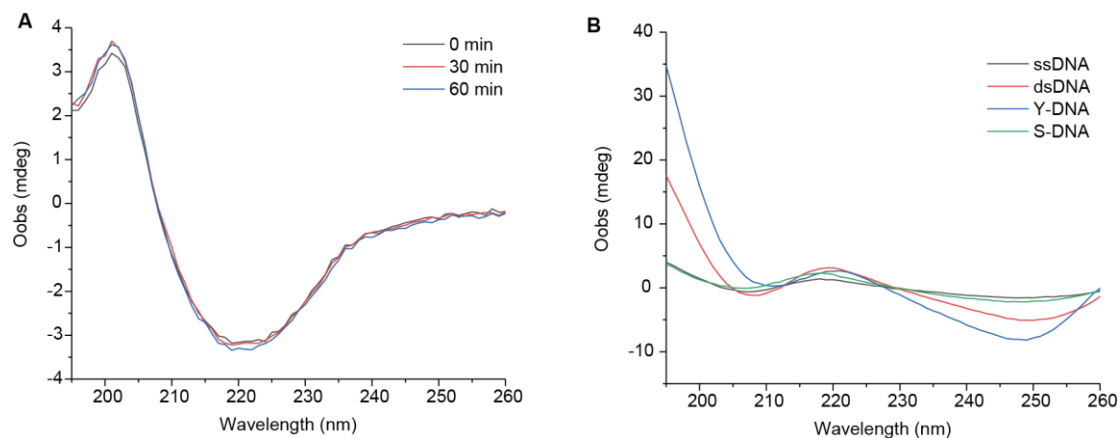 A
0 min
30 min
60 min
Oobs (mdeg)
4
3
2
1
0
-1
-2
-3
-4
200 210 220 230 240 250 260
Wavelength (nm)
B
ssDNA
dsDNA
Y-DNA
S-DNA
Oobs (mdeg)
40
30
20
10
0
-10
200 210 220 230 240 250 260
Wavelength (nm)